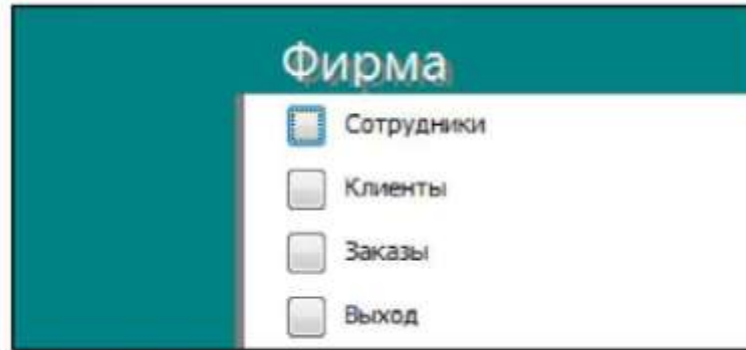 Фирма
Сотрудники
Клиенты
Заказы
Выход